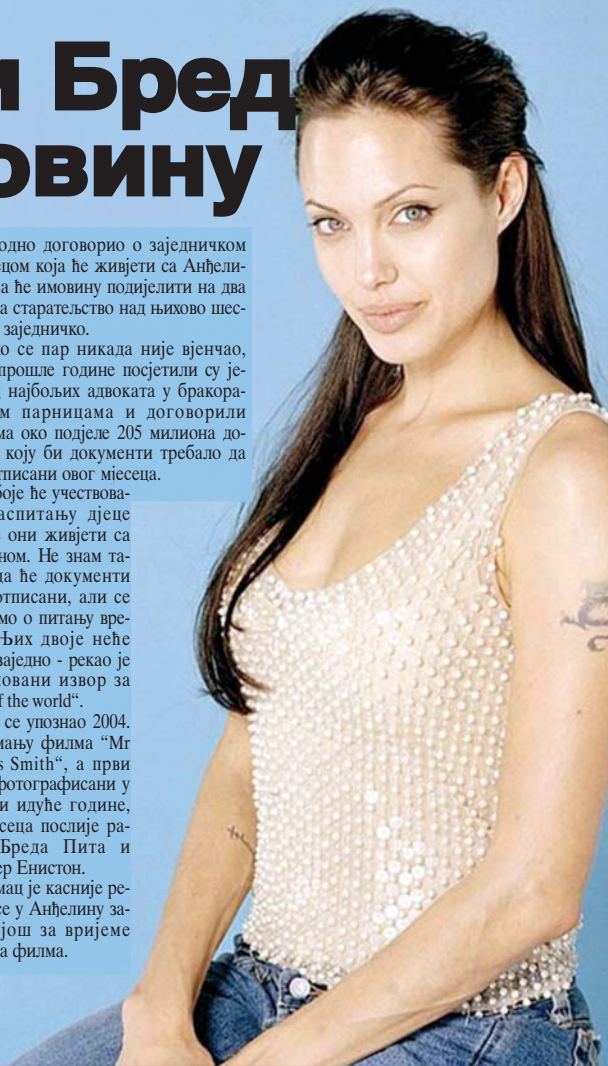 и Бред
овину
одно договорио о заједничком
цом која ће живјети са Анђели-
а ће имовину подијелити на два
а старатељство над њихово шес-
заједничко.
о се пар никада није вјенчао,
прошле године посјетили су је-
најбољих адвоката у бракора-
м парницама и договорили
ма око подјеле 205 милиона до-
коју би документи требало да
тписани овог мјесеца.
боје ће учествова-
аспитању дјеце
е они живјети са
ном. Не знам та-
да ће документи
отписани, али се
мо о питању вре-
Њих двоје неће
заједно - рекао је
ховани извор за
f the world“.
се упознао 2004.
мању филма “Mr
s Smith“, а први
фотографисани у
и идуће године,
сеца послије ра-
Бреда Пита и
ер Енистон.
мац је касније ре-
се у Анђелину за-
још за вријеме
а филма.